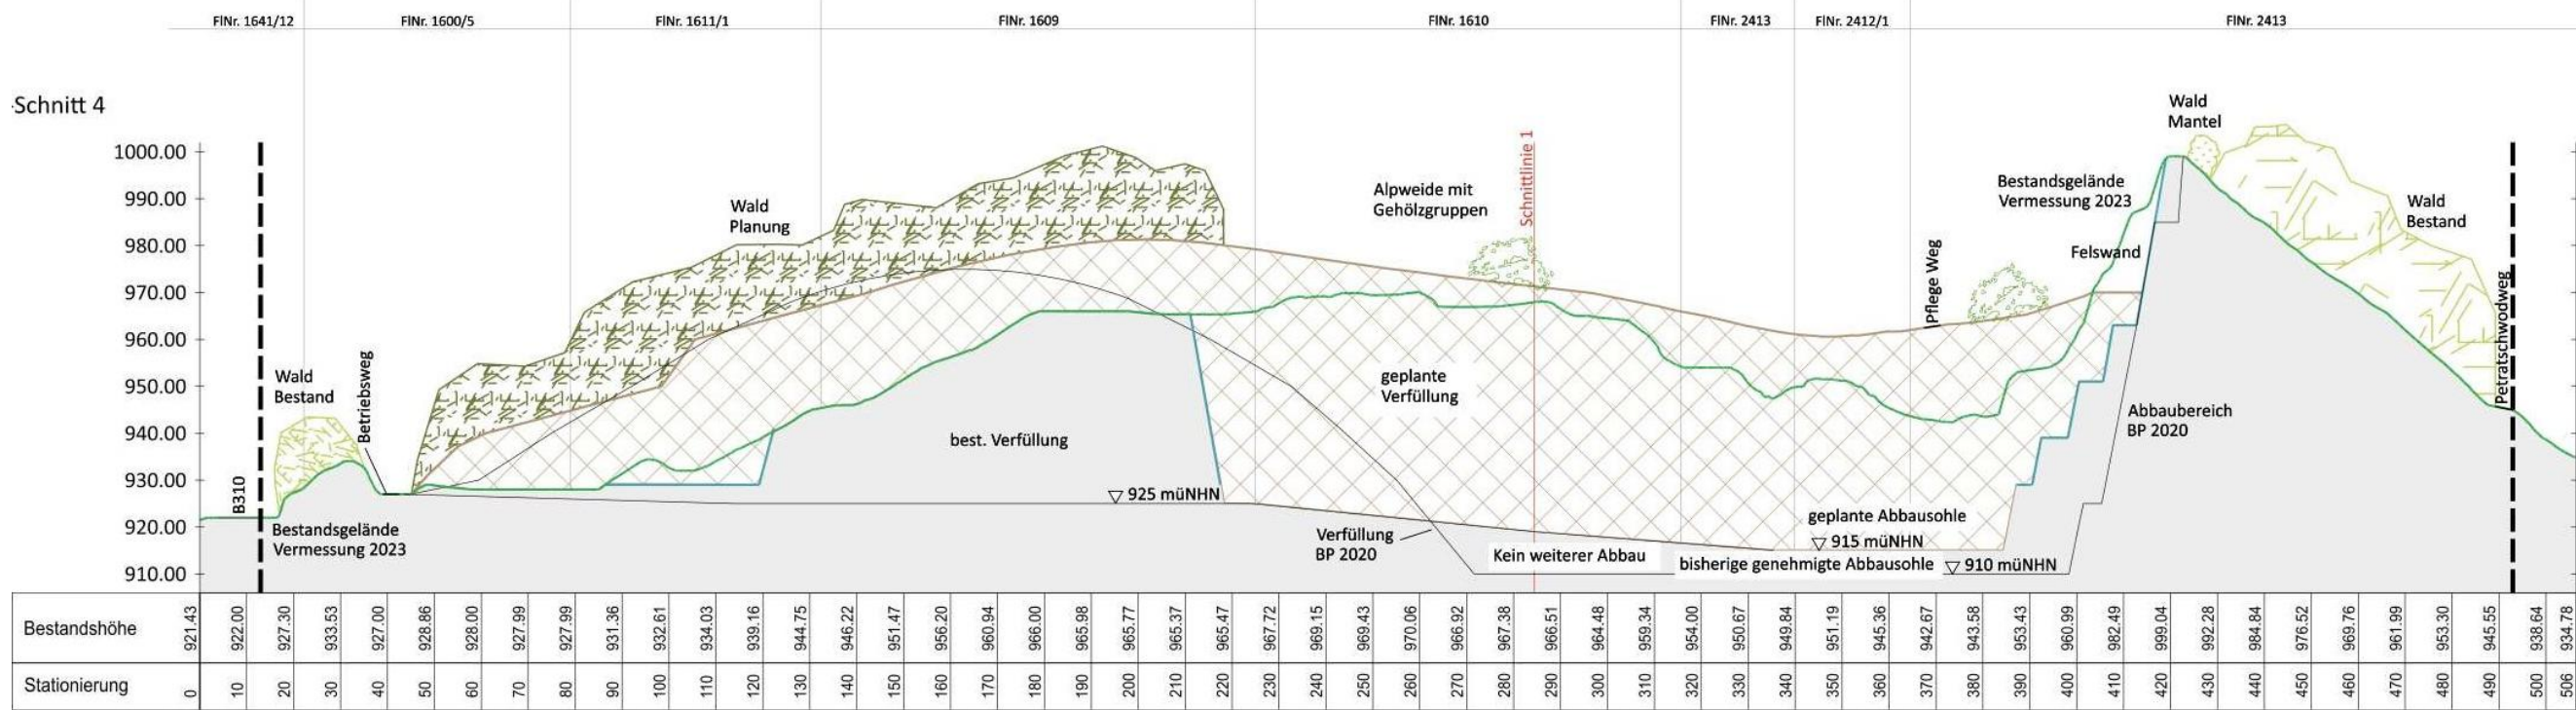 FlNr. 1641/12 FlNr. 1600/5 FlNr. 1611/1 FlNr. 1609 FlNr. 1610 FlNr. 2413 FlNr. 2412/1 FlNr. 2413
Schnitt 4
1000.00
990.00
980.00
970.00
960.00
950.00
940.00
930.00
920.00
910.00
B310
Wald
Bestand
Betriebsweg
Bestandsgelände
Vermessung 2023
Wald
Planung
best. Verfüllung
925 müNHN
Alpweide mit
Gehölzgruppen
Schnittlinie 1
geplante
Verfüllung
Verfüllung
BP 2020
Kein weiterer Abbau
geplante Abbausohle
915 müNHN
bisherige genehmigte Abbausohle
910 müNHN
Pflege Weg
Bestandsgelände
Vermessung 2023
Felswand
Wald
Mantel
Abbaubereich
BP 2020
Wald
Bestand
Petratschwodweg
Bestandshöhe 921.43 922.00 927.30 933.53 927.00 928.86 928.00 927.99 927.99 931.36 932.61 934.03 939.16 944.75 946.22 951.47 956.20 960.94 966.00 965.98 965.77 965.37 965.47 967.72 969.15 969.43 970.06 966.92 967.38 966.51 964.48 959.34 954.00 950.67 949.84 951.19 945.36 942.67 943.58 953.43 960.99 982.49 999.04 992.28 984.84 976.52 969.76 961.99 953.30 945.55 938.64 934.78
Stationierung 0 10 20 30 40 50 60 70 80 90 100 110 120 130 140 150 160 170 180 190 200 210 220 230 240 250 260 270 280 290 300 310 320 330 340 350 360 370 380 390 400 410 420 430 440 450 460 470 480 490 500 506